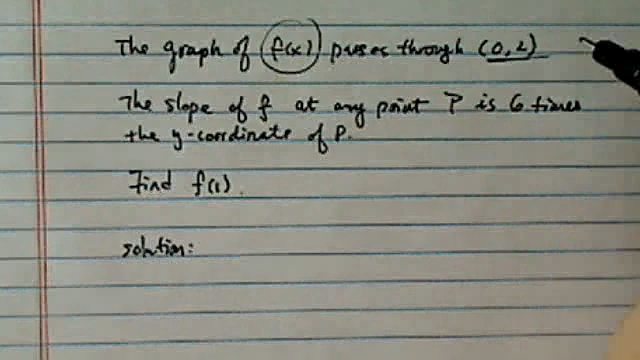 The graph of f(x) passes through (0, 2)
The slope of f at any point P is 6 times
the y-coordinate of P.
Find f(1).
solution: